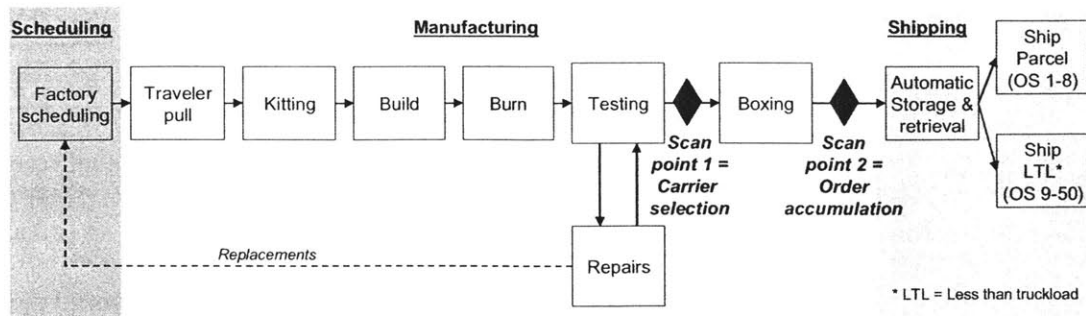 Scheduling
Manufacturing
Shipping
Factory
scheduling
Traveler
pull
Kitting
Build
Burn
Testing
Boxing
Automatic
Storage &
retrieval
Ship
Parcel
(OS 1-8)
Ship
LTL*
(OS 9-50)
Scan
point 1 =
Carrier
selection
Scan
point 2 =
Order
accumulation
Replacements
Repairs
* LTL = Less than truckload